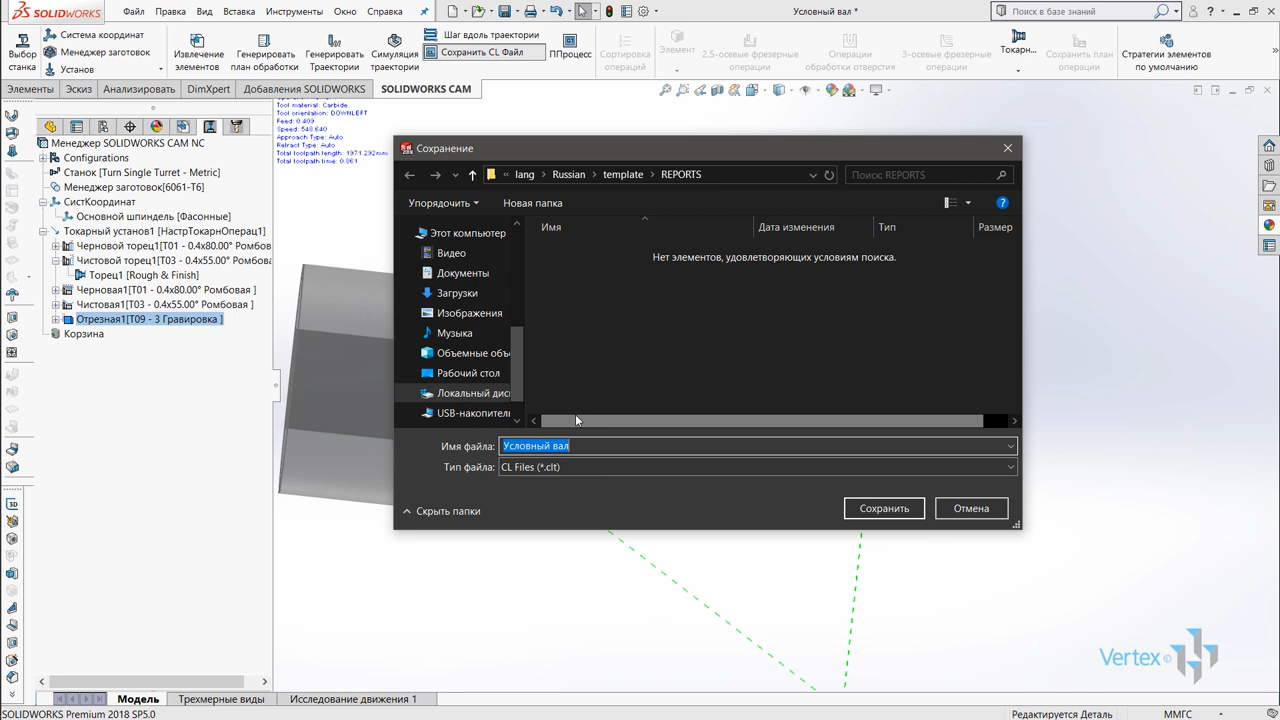 SOLIDWORKS
Файл
Правка
Вид
Вставка
Инструменты
Окно
Справка
Условный вал *
Поиск в базе знаний
Выбор станка
Система координат
Менеджер заготовок
Установ
Извлечение элементов
Генерировать план обработки
Генерировать Траектории
Симуляция траектории
Шаг вдоль траектории
Сохранить CL Файл
ППроцесс
Сортировка операций
Элемент
2.5-осевые фрезерные операции
Операции обработки отверстия
3-осевые фрезерные операции
Токарн...
Сохранить план операций
Стратегии элементов по умолчанию
Элементы
Эскиз
Анализировать
DimXpert
Добавления SOLIDWORKS
SOLIDWORKS CAM
Tool material: Carbide
Tool orientation: DOWNLEFT
Feed: 0.409
Speed: 548.640
Approach Type: Auto
Retract Type: Auto
Total toolpath length: 1971.292mm
Total toolpath time: 0.861
Менеджер SOLIDWORKS CAM NC
Configurations
Станок [Turn Single Turret - Metric]
Менеджер заготовок[6061-T6]
СистКоординат
Основной шпиндель [Фасонные]
Токарный установ1 [НастрТокарнОперац1]
Черновой торец1[T01 - 0.4x80.00° Ромбов
Чистовой торец1[T03 - 0.4x55.00° Ромбова
Торец1 [Rough & Finish]
Черновая1[T01 - 0.4x80.00° Ромбовая ]
Чистовая1[T03 - 0.4x55.00° Ромбовая ]
Отрезная1[T09 - 3 Гравировка ]
Корзина
Сохранение
« lang › Russian › template › REPORTS
Поиск: REPORTS
Упорядочить
Новая папка
Этот компьютер
Видео
Документы
Загрузки
Изображения
Музыка
Объемные объ
Рабочий стол
Локальный дис
USB-накопител
Имя
Дата изменения
Тип
Размер
Нет элементов, удовлетворяющих условиям поиска.
Имя файла: Условный вал
Тип файла: CL Files (*.clt)
Скрыть папки
Сохранить
Отмена
Vertex©
Модель
Трехмерные виды
Исследование движения 1
SOLIDWORKS Premium 2018 SP5.0
Редактируется Деталь
ММГС